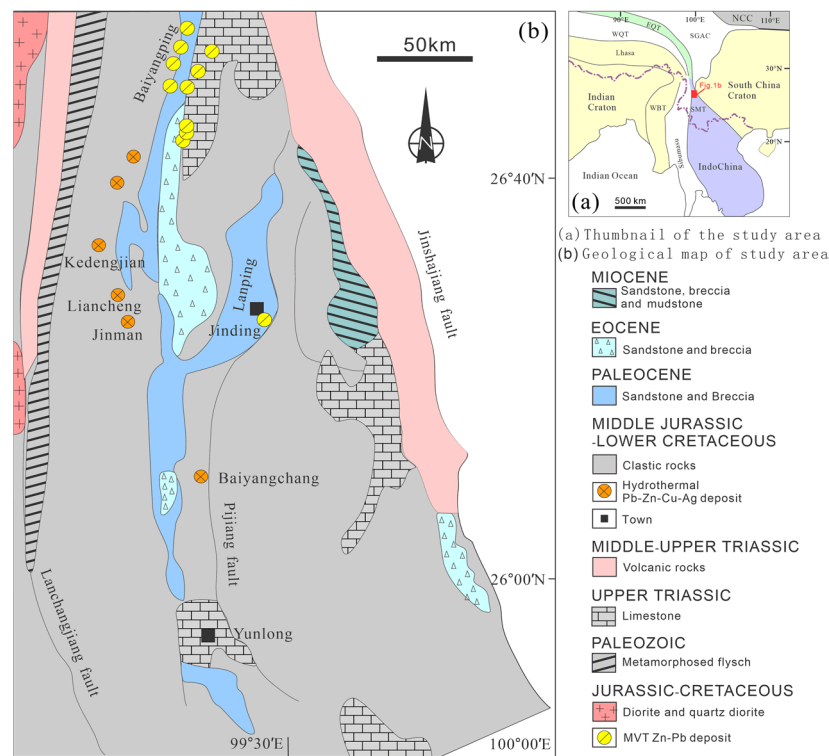 (b)
50km
N
Baiyangping
26°40′N
Kedengjian
Liancheng
Jinman
Lanping
Jinding
Jinshajiang fault
Baiyangchang
Pijiang fault
26°00′N
Lanchangjiang fault
Yunlong
99°30′E
100°00′E
90°E
100°E
110°E
EQT
NCC
WQT
SGAC
Lhasa
30°N
Fig.1b
South China
Craton
Indian
Craton
WBT
SMT
20°N
Sibumasu
IndoChina
Indian Ocean
(a)
500 km
(a)Thumbnail of the study area
(b)Geological map of study area
MIOCENE
Sandstone, breccia
and mudstone
EOCENE
Sandstone and breccia
PALEOCENE
Sandstone and Breccia
MIDDLE JURASSIC
-LOWER CRETACEOUS
Clastic rocks
Hydrothermal
Pb-Zn-Cu-Ag deposit
Town
MIDDLE-UPPER TRIASSIC
Volcanic rocks
UPPER TRIASSIC
Limestone
PALEOZOIC
Metamorphosed flysch
JURASSIC-CRETACEOUS
Diorite and quartz diorite
MVT Zn-Pb deposit